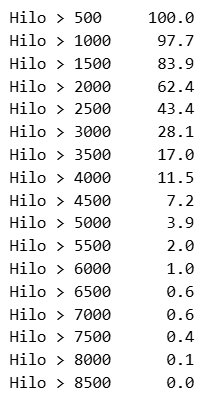 Hilo > 500 100.0
Hilo > 1000 97.7
Hilo > 1500 83.9
Hilo > 2000 62.4
Hilo > 2500 43.4
Hilo > 3000 28.1
Hilo > 3500 17.0
Hilo > 4000 11.5
Hilo > 4500 7.2
Hilo > 5000 3.9
Hilo > 5500 2.0
Hilo > 6000 1.0
Hilo > 6500 0.6
Hilo > 7000 0.6
Hilo > 7500 0.4
Hilo > 8000 0.1
Hilo > 8500 0.0